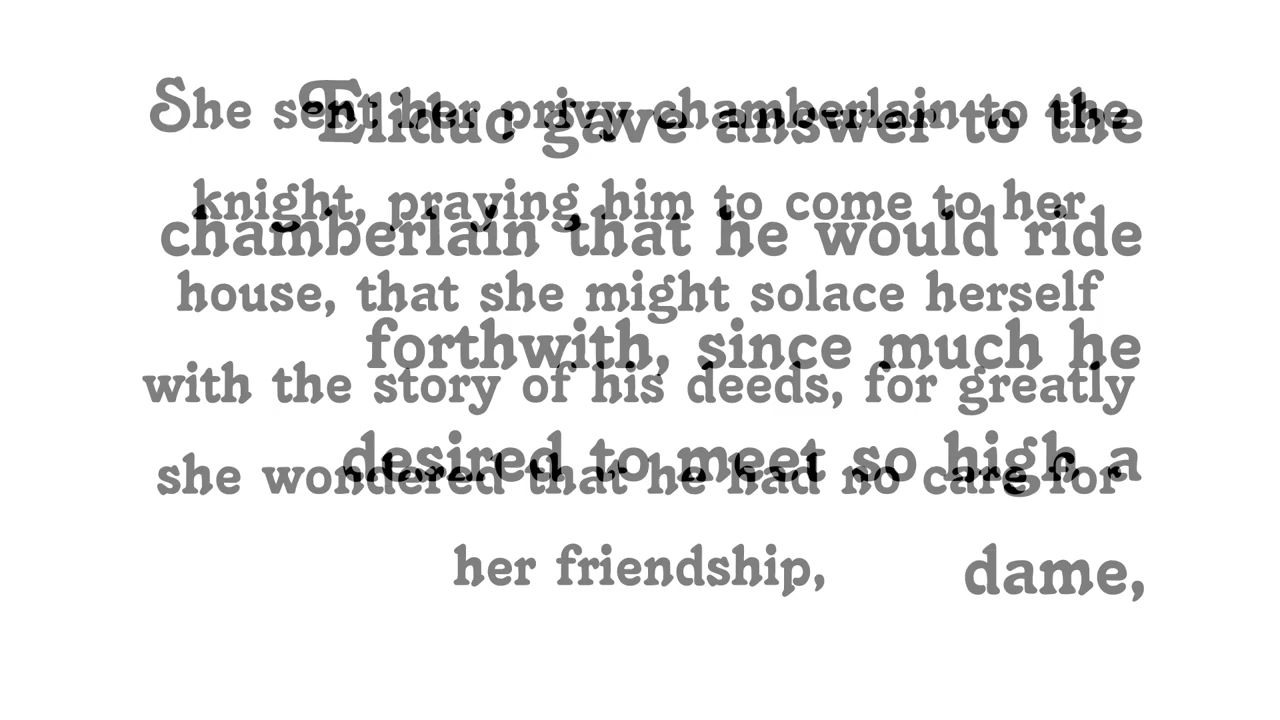 She sent her privy chamberlain to the
knight, praying him to come to her
house, that she might solace herself
with the story of his deeds, for greatly
she wondered that he had no care for
her friendship,
Eliduc gave answer to the
chamberlain that he would ride
forthwith, since much he
desired to meet so high a
dame,